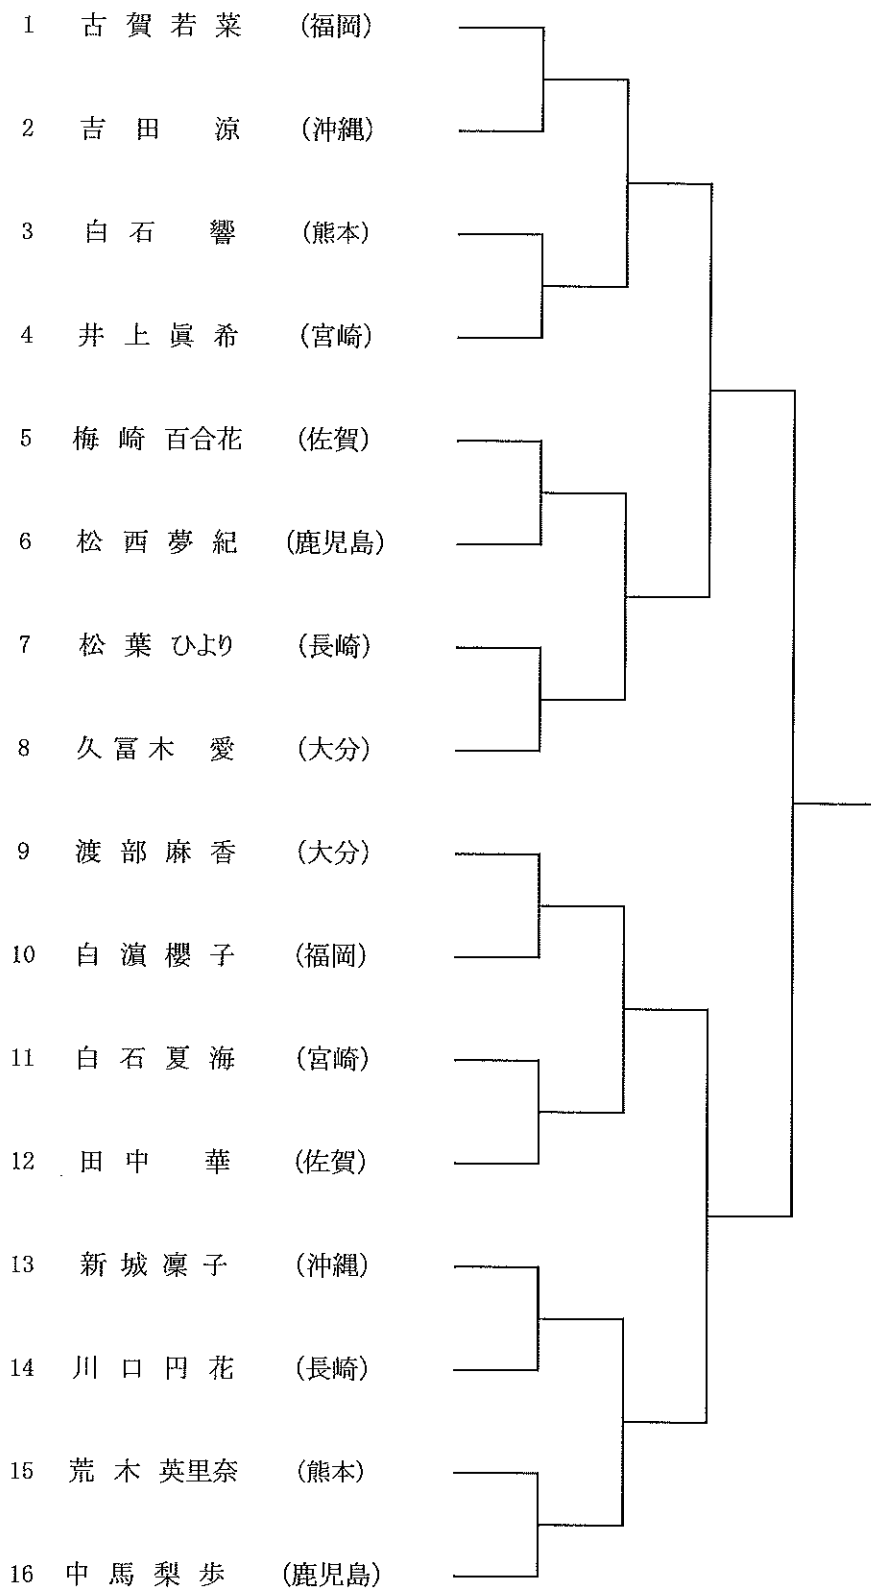 1 古賀若菜 (福岡)
2 吉田 涼 (沖縄)
3 白石 響 (熊本)
4 井上眞希 (宮崎)
5 梅崎百合花 (佐賀)
6 松西夢紀 (鹿児島)
7 松葉ひより (長崎)
8 久冨木 愛 (大分)
9 渡部麻香 (大分)
10 白濵櫻子 (福岡)
11 白石夏海 (宮崎)
12 田中 華 (佐賀)
13 新城凜子 (沖縄)
14 川口円花 (長崎)
15 荒木英里奈 (熊本)
16 中馬梨歩 (鹿児島)